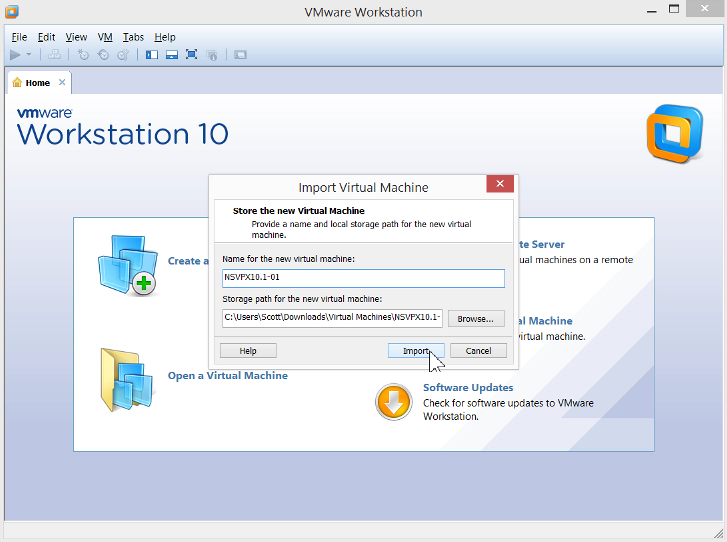 VMware Workstation
File Edit View VM Tabs Help
Home
vmware
Workstation 10
Import Virtual Machine
Store the new Virtual Machine
Provide a name and local storage path for the new virtual
machine.
Name for the new virtual machine:
NSVPX10.1-01
Storage path for the new virtual machine:
C:\Users\Scott\Downloads\Virtual Machines\NSVPX10.1-
Browse...
Help Import Cancel
Create a
te Server
ual machines on a remote
al Machine
irtual machine.
Open a Virtual Machine
Software Updates
Check for software updates to VMware
Workstation.